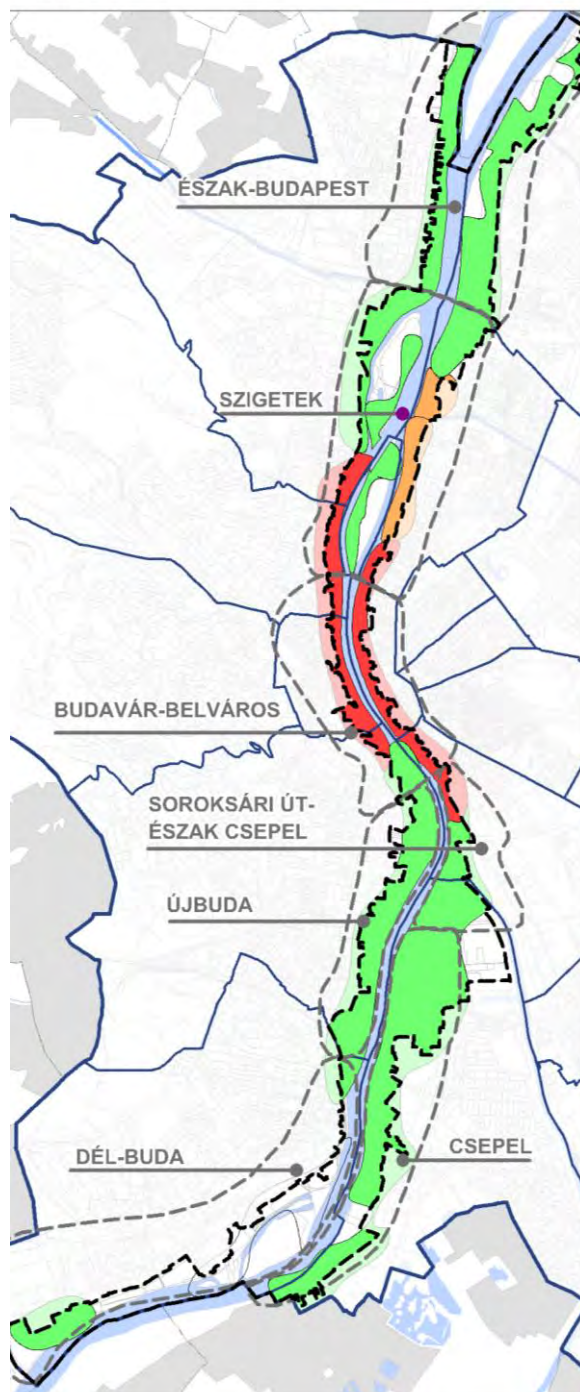 ÉSZAK-BUDAPEST
SZIGETEK
BUDAVÁR-BELVÁROS
SOROKSÁRI ÚT-
ÉSZAK CSEPEL
ÚJBUDA
DÉL-BUDA
CSEPEL